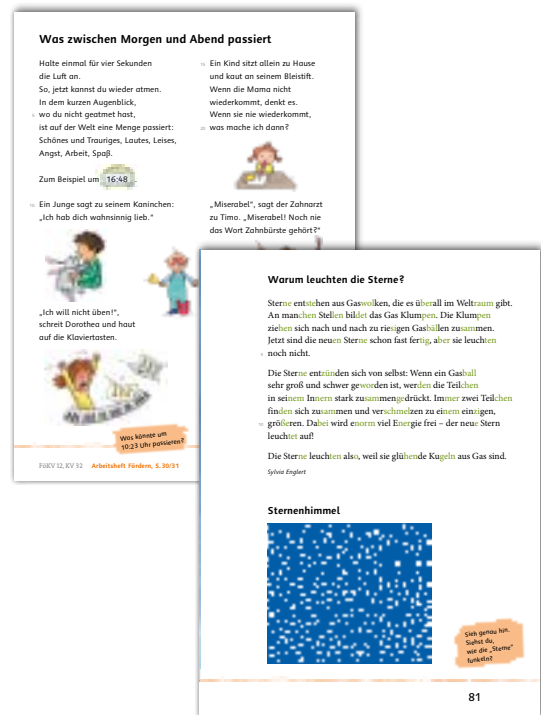 Was zwischen Morgen und Abend passiert
Halte einmal für vier Sekunden
die Luft an.
So, jetzt kannst du wieder atmen.
In dem kurzen Augenblick,
5 wo du nicht geatmet hast,
ist auf der Welt eine Menge passiert:
Schönes und Trauriges, Lautes, Leises,
Angst, Arbeit, Spaß.
Zum Beispiel um 16:48 .
10 Ein Junge sagt zu seinem Kaninchen:
„Ich hab dich wahnsinnig lieb.“
„Ich will nicht üben!“,
schreit Dorothea und haut
auf die Klaviertasten.
15 Ein Kind sitzt allein zu Hause
und kaut an seinem Bleistift.
Wenn die Mama nicht
wiederkommt, denkt es.
Wenn sie nie wiederkommt,
20 was mache ich dann?
„Miserabel“, sagt der Zahnarzt
zu Timo. „Miserabel! Noch nie
das Wort Zahnbürste gehört?“
Was könnte um
10:23 Uhr passieren?
FöKV 12, KV 32 Arbeitsheft Fördern, S. 30/31
Warum leuchten die Sterne?
Sterne entstehen aus Gaswolken, die es überall im Weltraum gibt.
An manchen Stellen bildet das Gas Klumpen. Die Klumpen
ziehen sich nach und nach zu riesigen Gasbällen zusammen.
Jetzt sind die neuen Sterne schon fast fertig, aber sie leuchten
5 noch nicht.
Die Sterne entzünden sich von selbst: Wenn ein Gasball
sehr groß und schwer geworden ist, werden die Teilchen
in seinem Innern stark zusammengedrückt. Immer zwei Teilchen
finden sich zusammen und verschmelzen zu einem einzigen,
10 größeren. Dabei wird enorm viel Energie frei – der neue Stern
leuchtet auf!
Die Sterne leuchten also, weil sie glühende Kugeln aus Gas sind.
Sylvia Englert
Sternenhimmel
Sieh genau hin.
Siehst du,
wie die „Sterne“
funkeln?
81